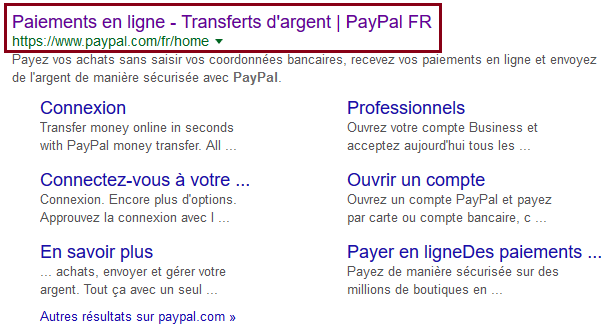 Paiements en ligne - Transferts d'argent | PayPal FR
https://www.paypal.com/fr/home
Payez vos achats sans saisir vos coordonnées bancaires, recevez vos paiements en ligne et envoyez
de l'argent de manière sécurisée avec PayPal.
Connexion
Transfer money online in seconds
with PayPal money transfer. All ...
Professionnels
Ouvrez votre compte Business et
acceptez aujourd'hui tous les ...
Connectez-vous à votre ...
Connexion. Encore plus d'options.
Approuvez la connexion avec l ...
Ouvrir un compte
Ouvrez un compte PayPal et payez
par carte ou compte bancaire, c ...
En savoir plus
... achats, envoyer et gérer votre
argent. Tout ça avec un seul ...
Payer en ligneDes paiements ...
Payez de manière sécurisée sur des
millions de boutiques en ...
Autres résultats sur paypal.com »